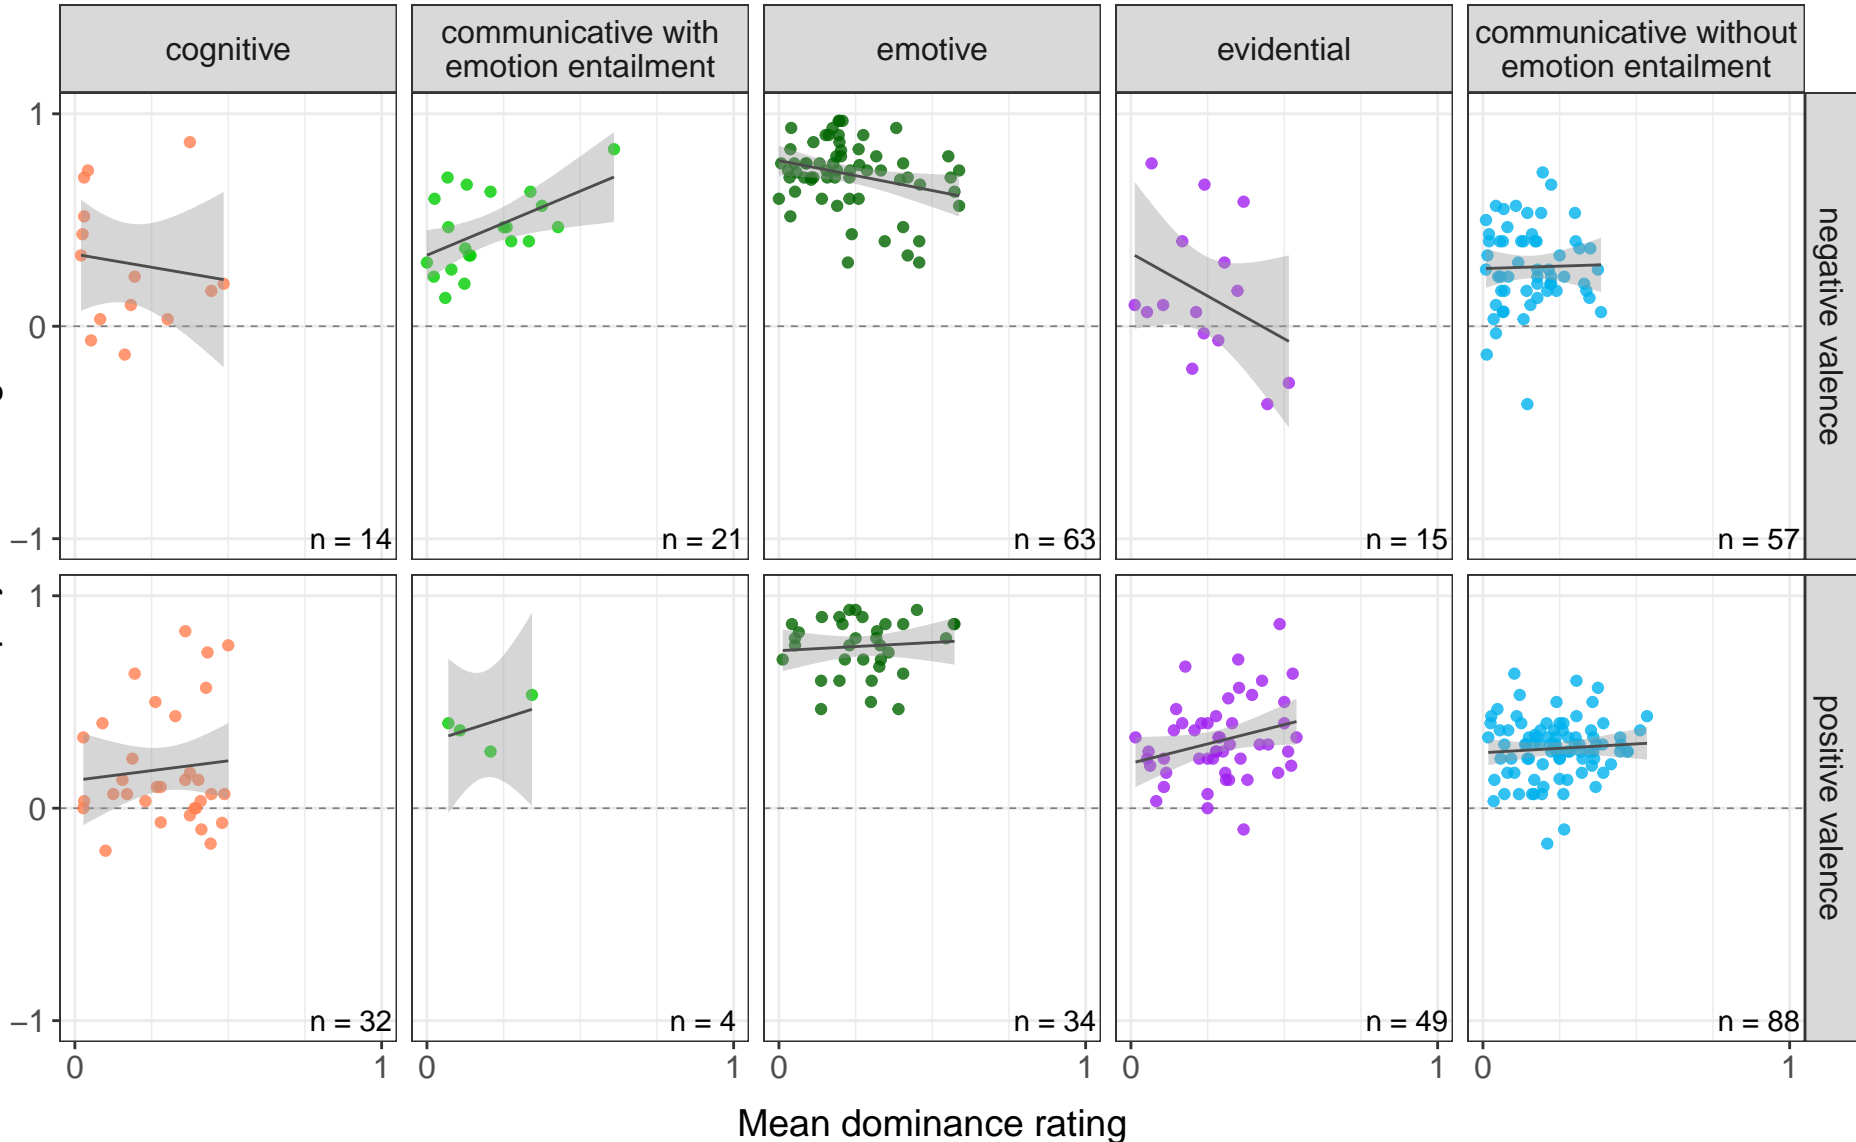 cognitive
communicative with
emotion entailment
emotive
evidential
communicative without
emotion entailment
1
0
−1
n = 14
n = 21
n = 63
n = 15
n = 57
negative valence
1
0
−1
n = 32
n = 4
n = 34
n = 49
n = 88
positive valence
0
1
0
1
0
1
0
1
0
1
Mean dominance rating